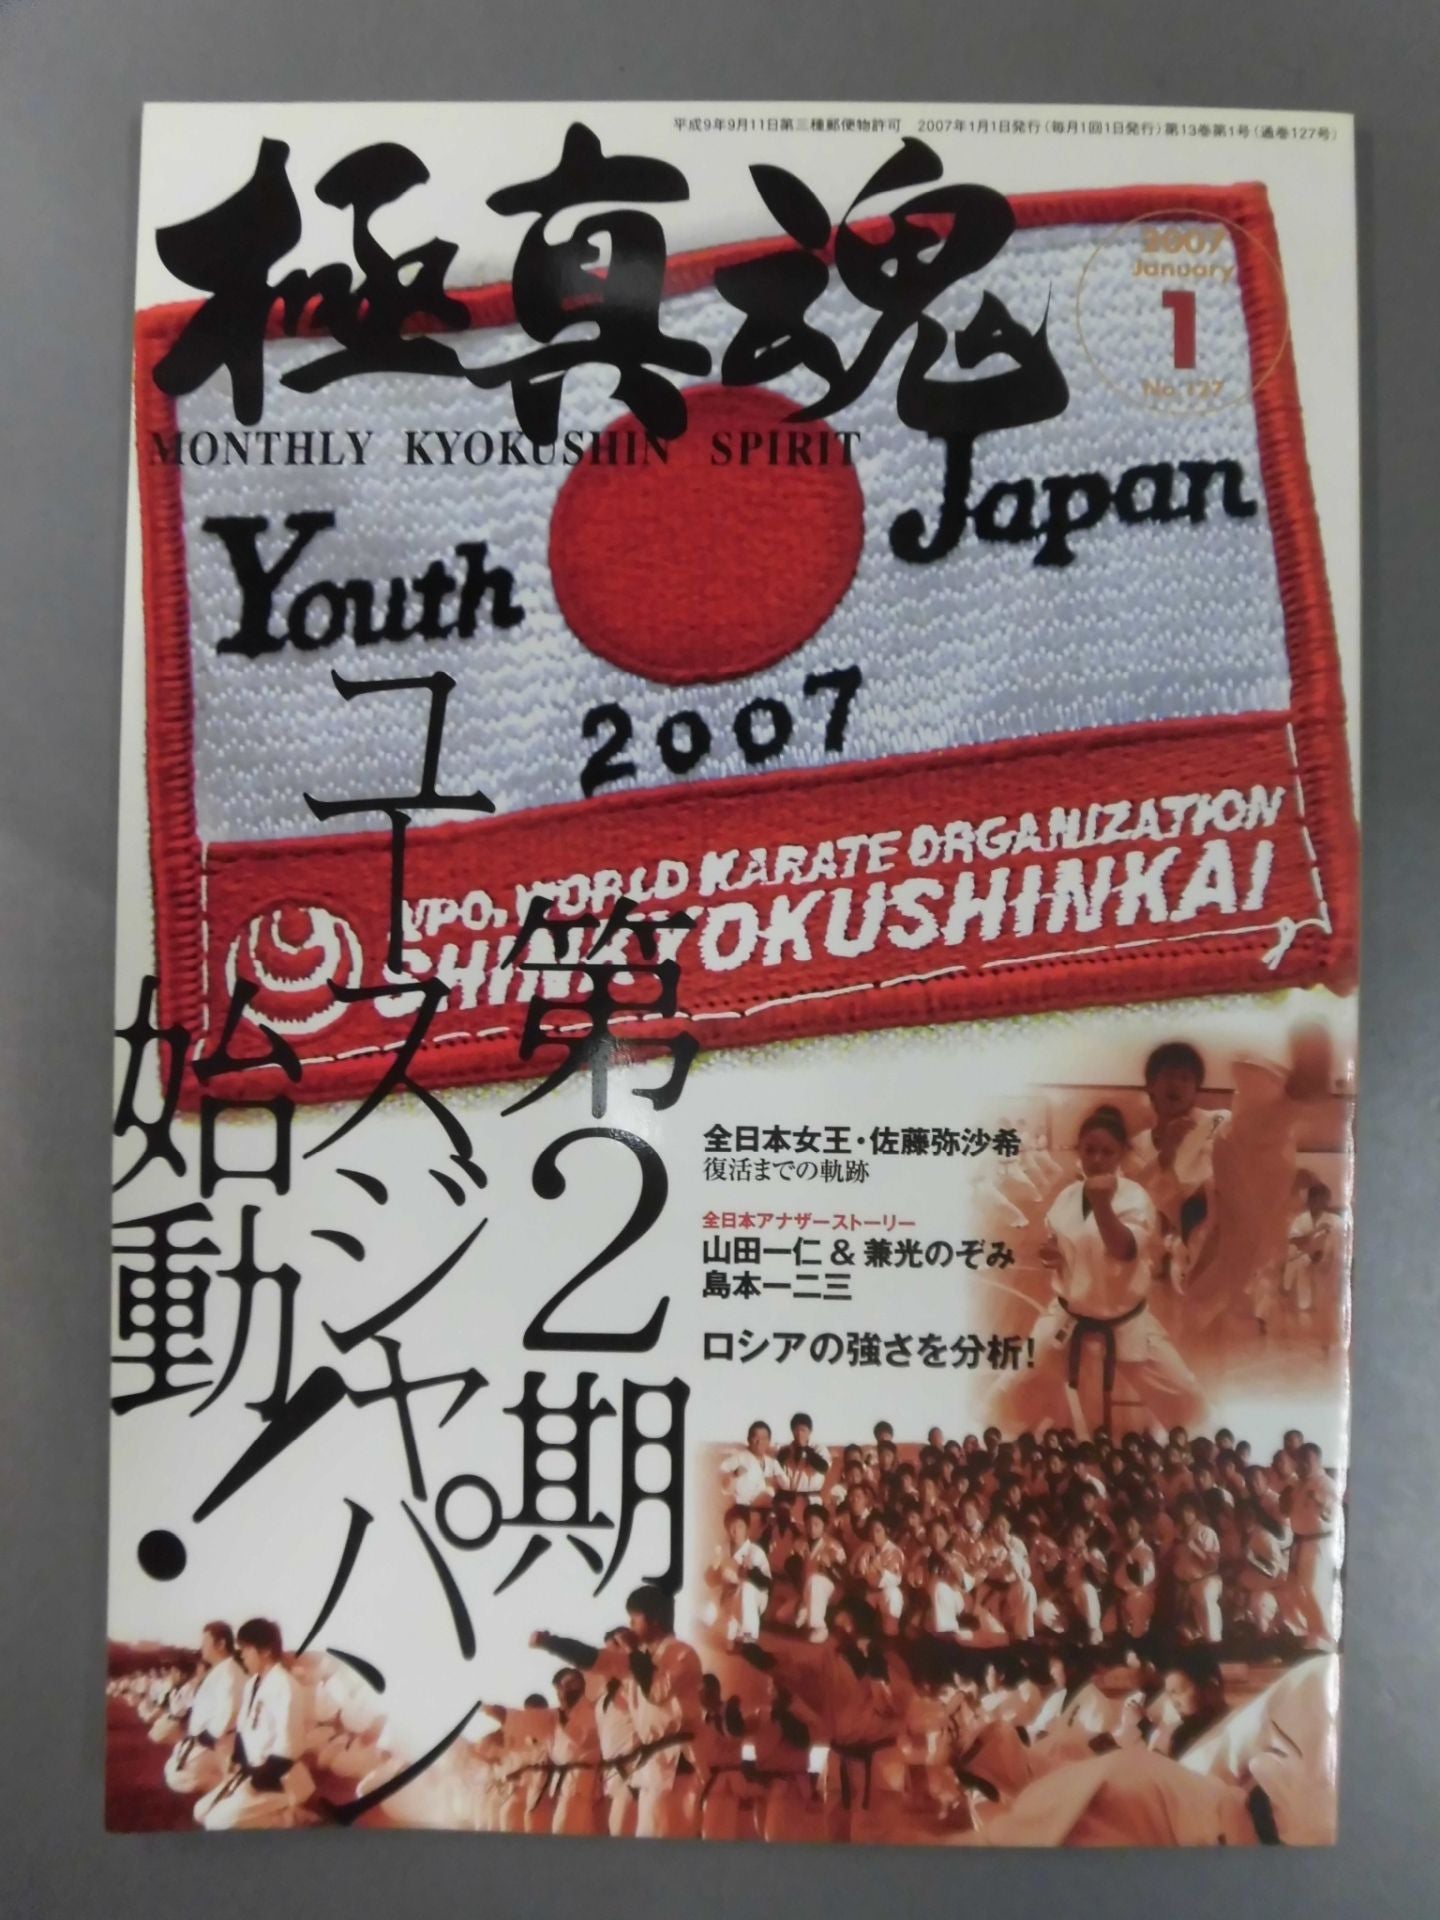 平成9年9月11日第三種郵便物許可 2007年1月1日発行(毎月1回1日発行)第13巻第1号(通巻127号)
極真魂
MONTHLY KYOKUSHIN SPIRIT
2007
January
1
No.127
Youth Japan
2007
NPO. WORLD KARATE ORGANIZATION
SHINKYOKUSHINKAI
第2期
ユースジャパン
始動!
全日本女王・佐藤弥沙希
復活までの軌跡
全日本アナザーストーリー
山田一仁&兼光のぞみ
島本一二三
ロシアの強さを分析!